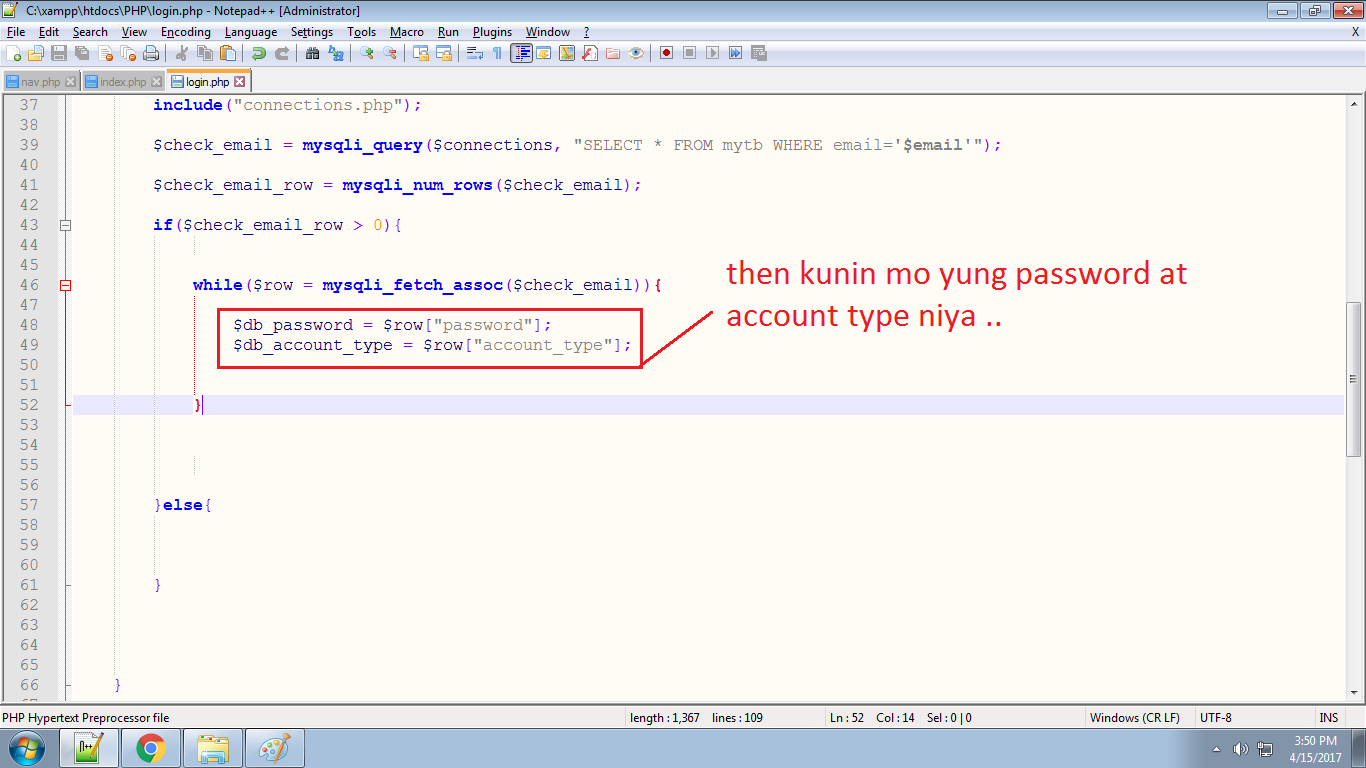 C:\xampp\htdocs\PHP\login.php - Notepad++ [Administrator]
File Edit Search View Encoding Language Settings Tools Macro Run Plugins Window ? X
nav.php index.php login.php
37 include("connections.php");
38
39 $check_email = mysqli_query($connections, "SELECT * FROM mytb WHERE email='$email'");
40
41 $check_email_row = mysqli_num_rows($check_email);
42
43 if($check_email_row > 0){
44
45
46 while($row = mysqli_fetch_assoc($check_email)){
47
48 $db_password = $row["password"];
49 $db_account_type = $row["account_type"];
50
51
52 }
53
54
55
56
57 }else{
58
59
60
61 }
62
63
64
65
66 }
then kunin mo yung password at
account type niya ..
PHP Hypertext Preprocessor file length : 1,367 lines : 109 Ln : 52 Col : 14 Sel : 0 | 0 Windows (CR LF) UTF-8 INS
3:50 PM
4/15/2017